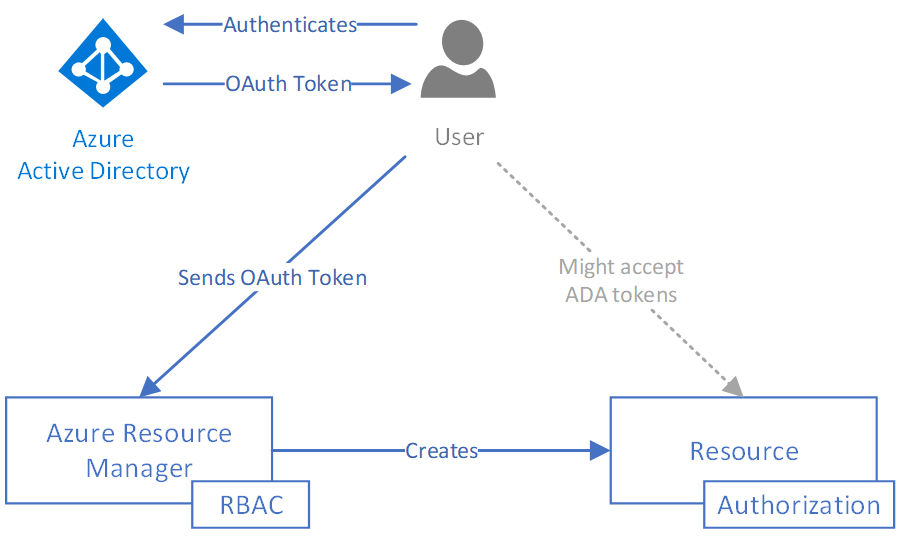 Authenticates
OAuth Token
Azure
Active Directory
User
Sends OAuth Token
Might accept
ADA tokens
Azure Resource
Manager
RBAC
Creates
Resource
Authorization